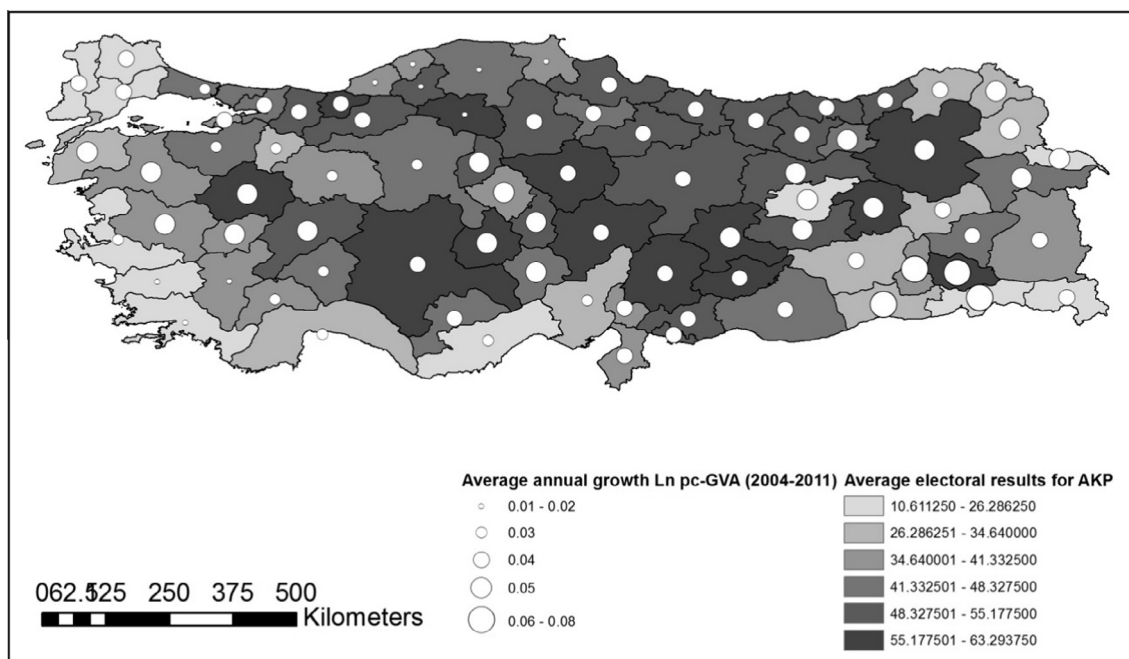 Average annual growth Ln pc-GVA (2004-2011)
0.01 - 0.02
0.03
0.04
0.05
0.06 - 0.08
Average electoral results for AKP
10.611250 - 26.286250
26.286251 - 34.640000
34.640001 - 41.332500
41.332501 - 48.327500
48.327501 - 55.177500
55.177501 - 63.293750
250 375 500
Kilometers